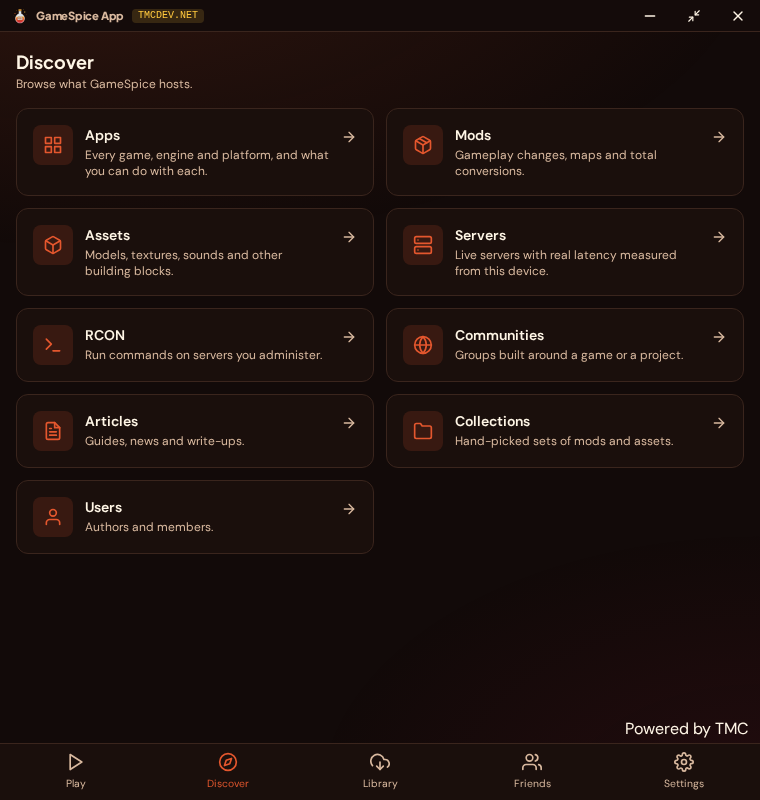 GameSpice App TMCDEV.NET
Discover
Browse what GameSpice hosts.
Apps
Every game, engine and platform, and what
you can do with each.
Mods
Gameplay changes, maps and total
conversions.
Assets
Models, textures, sounds and other
building blocks.
Servers
Live servers with real latency measured
from this device.
RCON
Run commands on servers you administer.
Communities
Groups built around a game or a project.
Articles
Guides, news and write-ups.
Collections
Hand-picked sets of mods and assets.
Users
Authors and members.
Powered by TMC
Play
Discover
Library
Friends
Settings